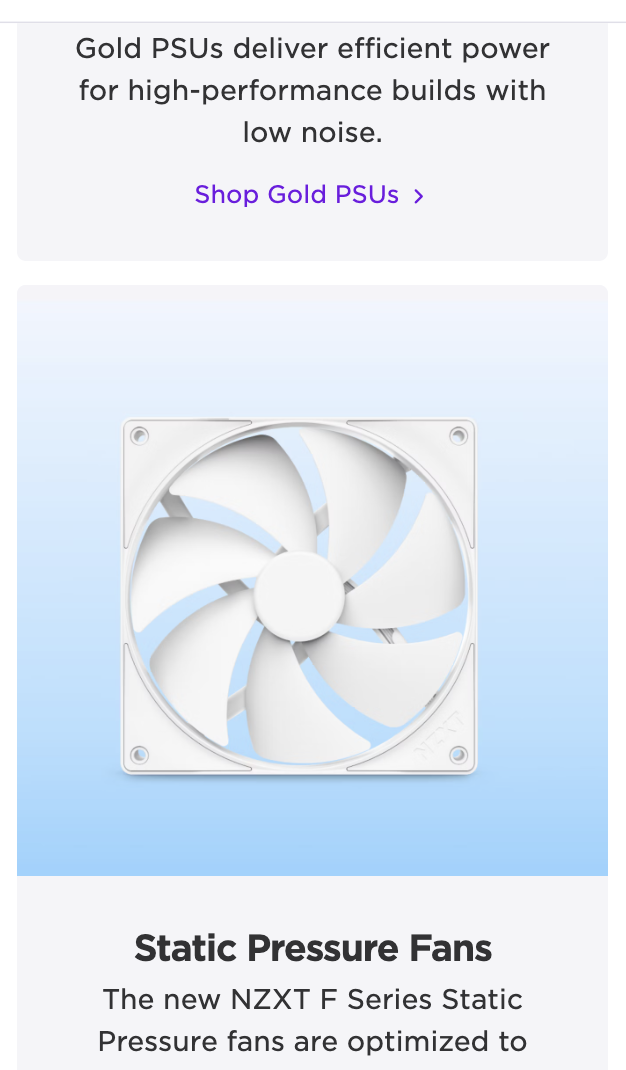 Gold PSUs deliver efficient power
for high-performance builds with
low noise.
Shop Gold PSUs >
NZXT
Static Pressure Fans
The new NZXT F Series Static
Pressure fans are optimized to